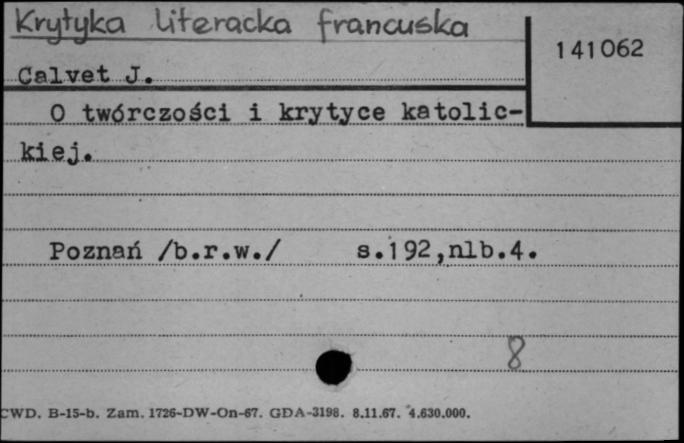 Krytyka literacka francuska
141062
Calvet J.
O twórczości i krytyce katolic-
kiej.
Poznań /b.r.w./ s.192,nlb.4.
8
CWD. B-15-b. Zam. 1726-DW-On-67. GDA-3198. 8.11.67. 4.630.000.